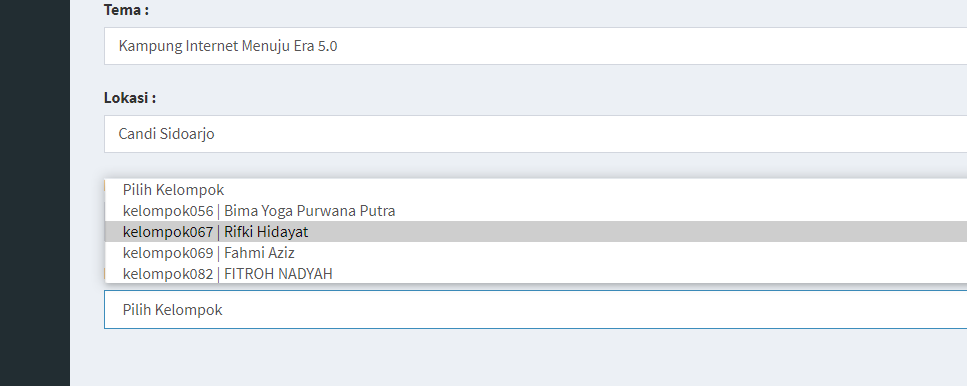 Tema :
Kampung Internet Menuju Era 5.0
Lokasi :
Candi Sidoarjo
Pilih Kelompok
kelompok056 | Bima Yoga Purwana Putra
kelompok067 | Rifki Hidayat
kelompok069 | Fahmi Aziz
kelompok082 | FITROH NADYAH
Pilih Kelompok